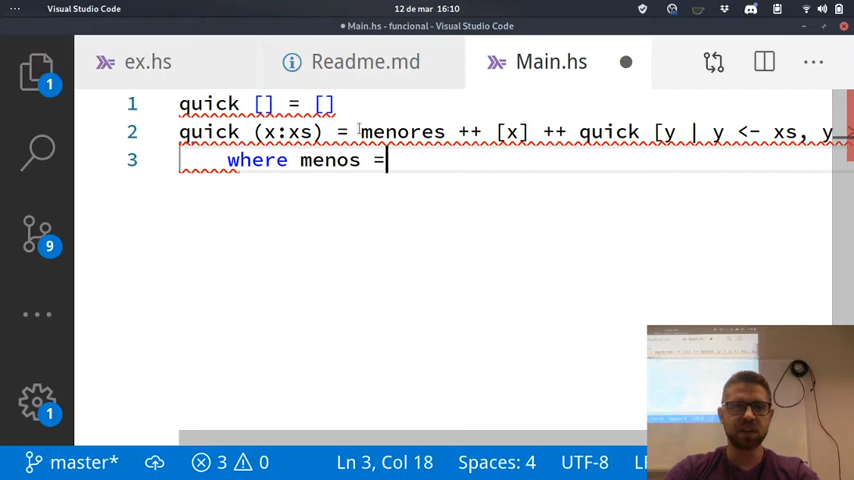 Visual Studio Code
12 de mar 16:10
● Main.hs - funcional - Visual Studio Code
ex.hs
Readme.md
Main.hs
1 quick [] = []
2 quick (x:xs) = menores ++ [x] ++ quick [y | y <- xs, y >
3 where menos =
1
9
1
master*
3
0
Ln 3, Col 18
Spaces: 4
UTF-8